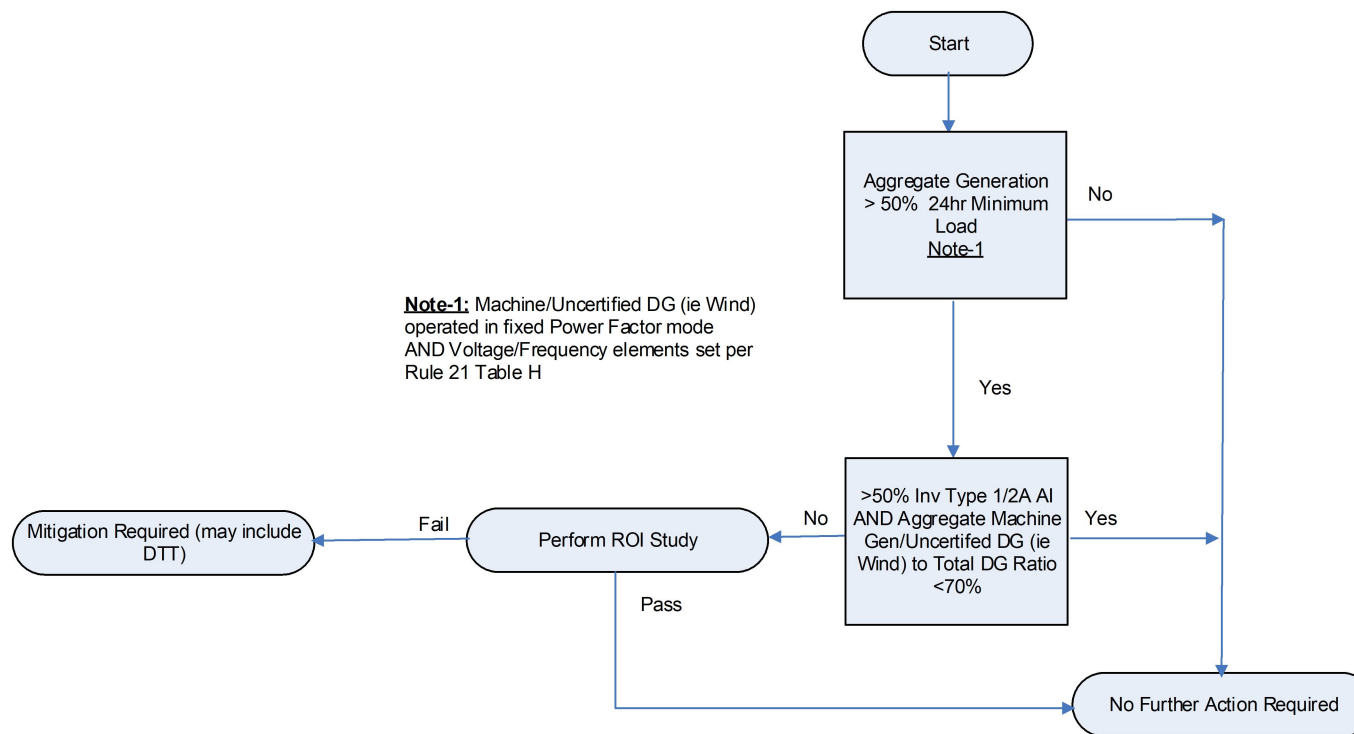 Start
Aggregate Generation
> 50% 24hr Minimum
Load
Note-1
No
Note-1: Machine/Uncertified DG (ie Wind)
operated in fixed Power Factor mode
AND Voltage/Frequency elements set per
Rule 21 Table H
Yes
>50% Inv Type 1/2A AI
AND Aggregate Machine
Gen/Uncertifed DG (ie
Wind) to Total DG Ratio
<70%
Yes
No
Perform ROI Study
Fail
Mitigation Required (may include
DTT)
Pass
No Further Action Required